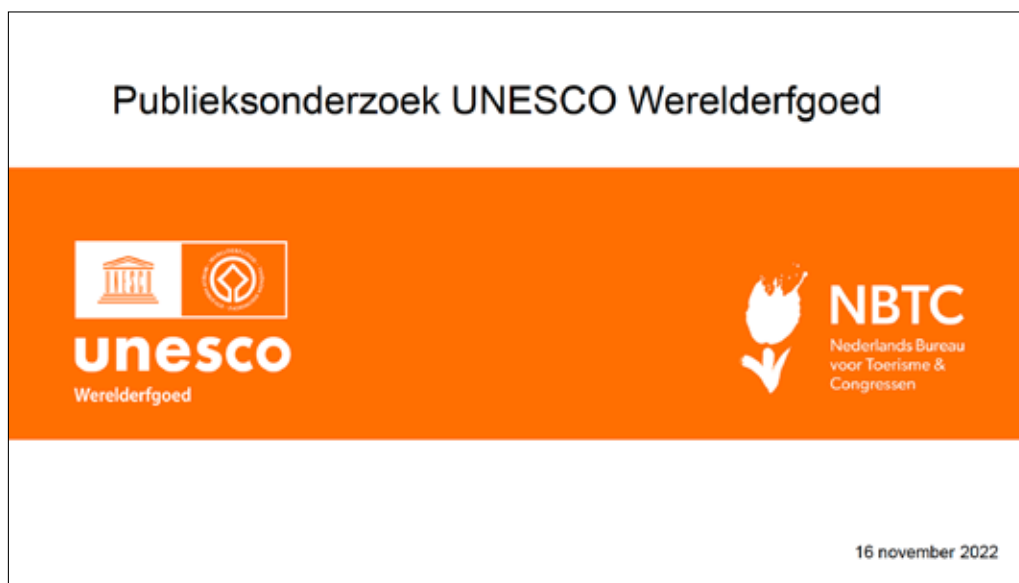 Publieksonderzoek UNESCO Werelderfgoed
unesco
Werelderfgoed
NBTC
Nederlands Bureau
voor Toerisme &
Congressen
16 november 2022